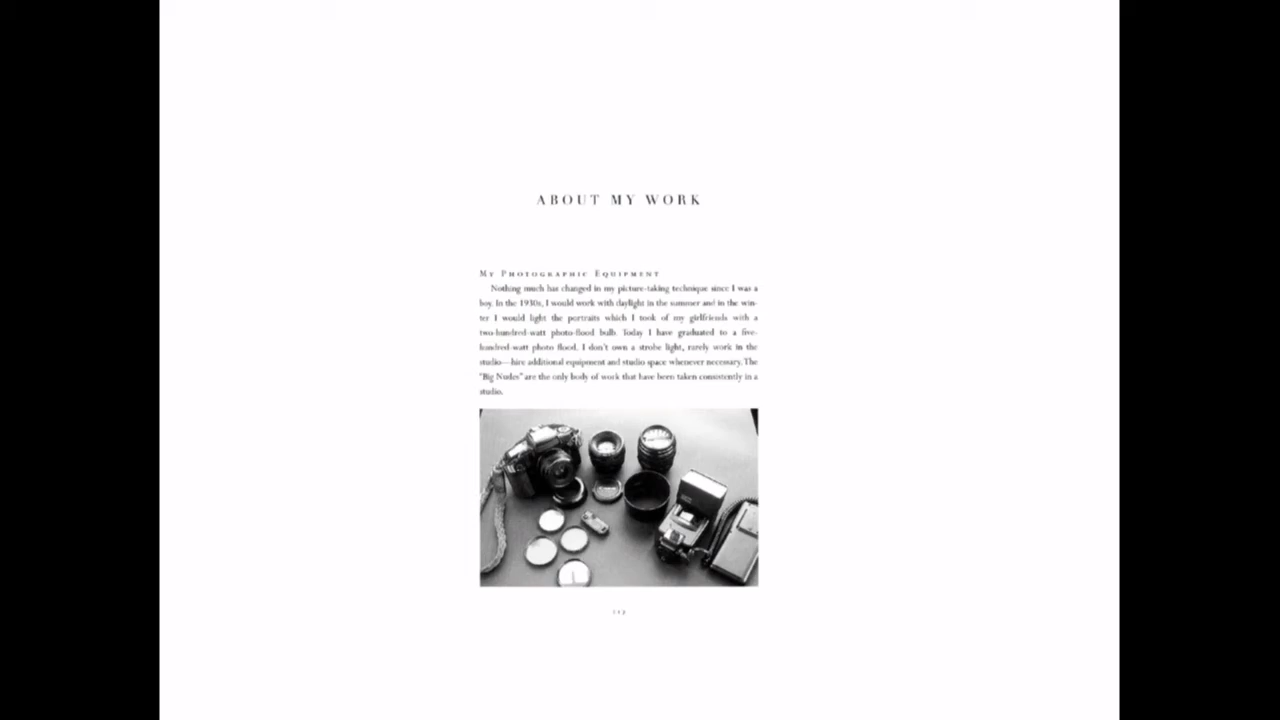 ABOUT MY WORK
MY PHOTOGRAPHIC EQUIPMENT
Nothing much has changed in my picture-taking technique since I was a
boy. In the 1930s, I would work with daylight in the summer and in the win-
ter I would light the portraits which I took of my girlfriends with a
two-hundred-watt photo-flood bulb. Today I have graduated to a five-
hundred-watt photo flood. I don't own a strobe light, rarely work in the
studio—hire additional equipment and studio space whenever necessary. The
"Big Nudes" are the only body of work that have been taken consistently in a
studio.